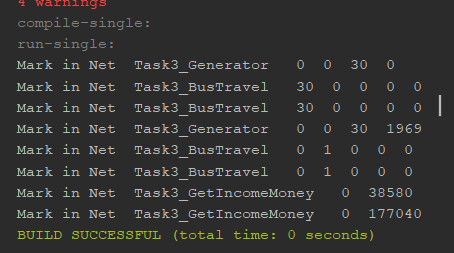 4 warnings
compile-single:
run-single:
Mark in Net  Task3_Generator   0  0  30  0
Mark in Net  Task3_BusTravel   30  0  0  0  0
Mark in Net  Task3_BusTravel   30  0  0  0  0
Mark in Net  Task3_Generator   0  0  30  1969
Mark in Net  Task3_BusTravel   0  1  0  0  0
Mark in Net  Task3_BusTravel   0  1  0  0  0
Mark in Net  Task3_GetIncomeMoney   0  38580
Mark in Net  Task3_GetIncomeMoney   0  177040
BUILD SUCCESSFUL (total time: 0 seconds)